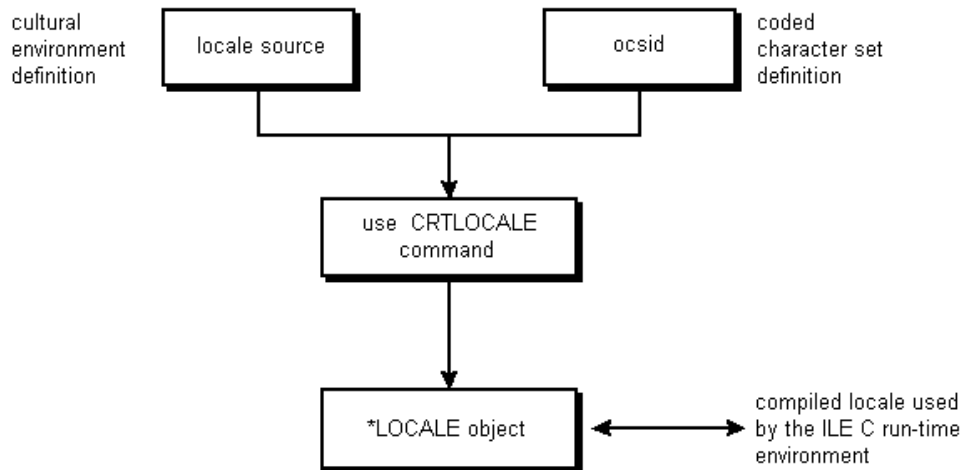 cultural
environment
definition
locale source
ocsid
coded
character set
definition
use CRTLOCALE
command
*LOCALE object
compiled locale used
by the ILE C run-time
environment